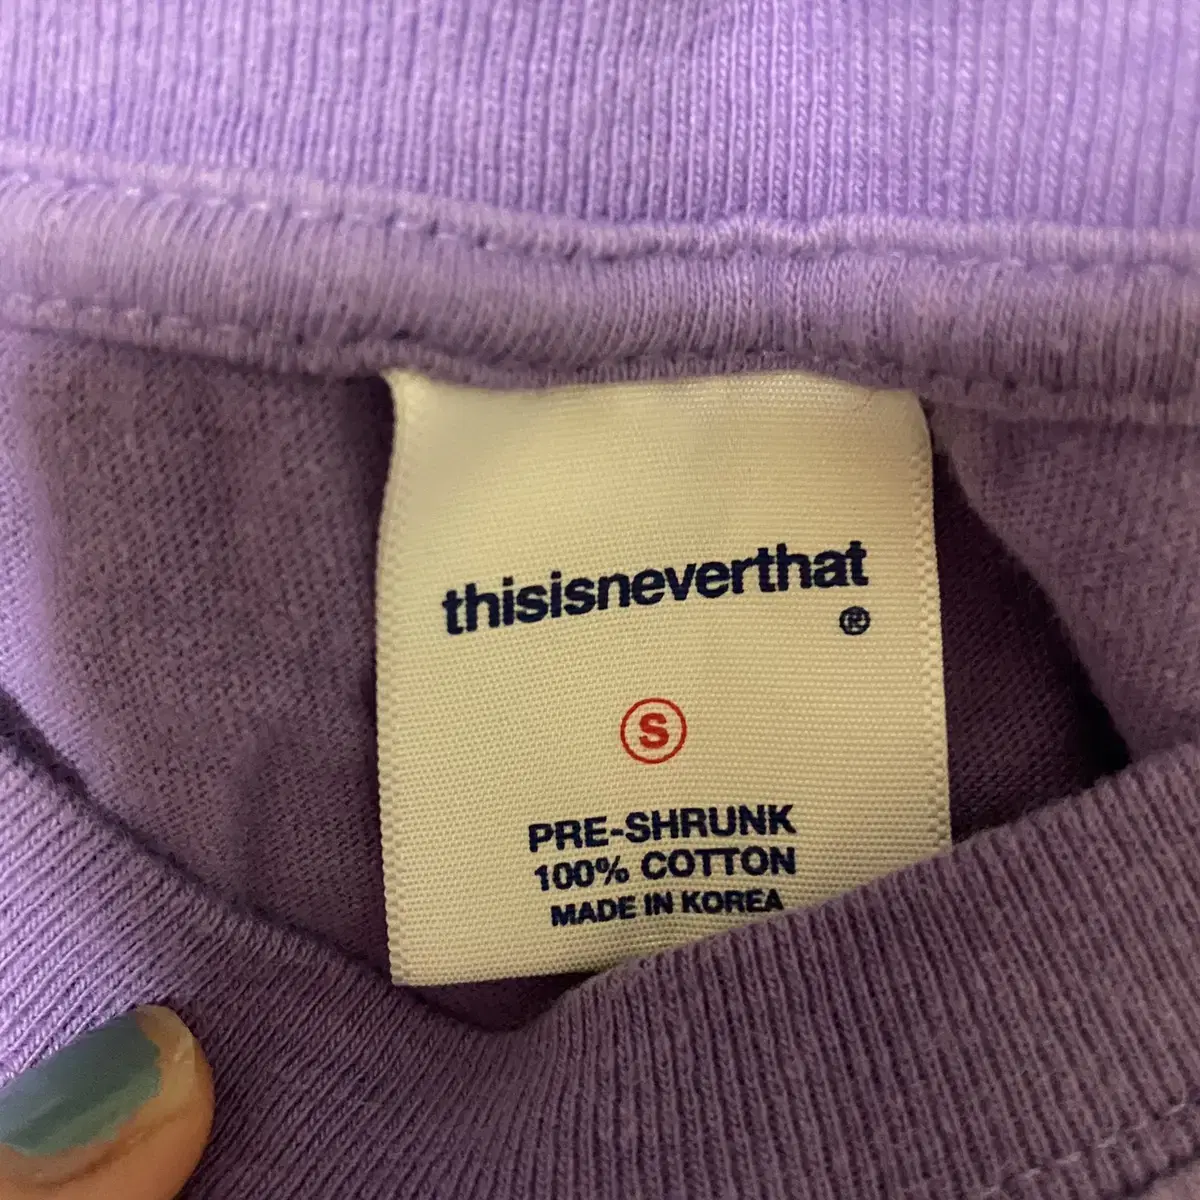 thisisneverthat
®
S
PRE-SHRUNK
100% COTTON
MADE IN KOREA